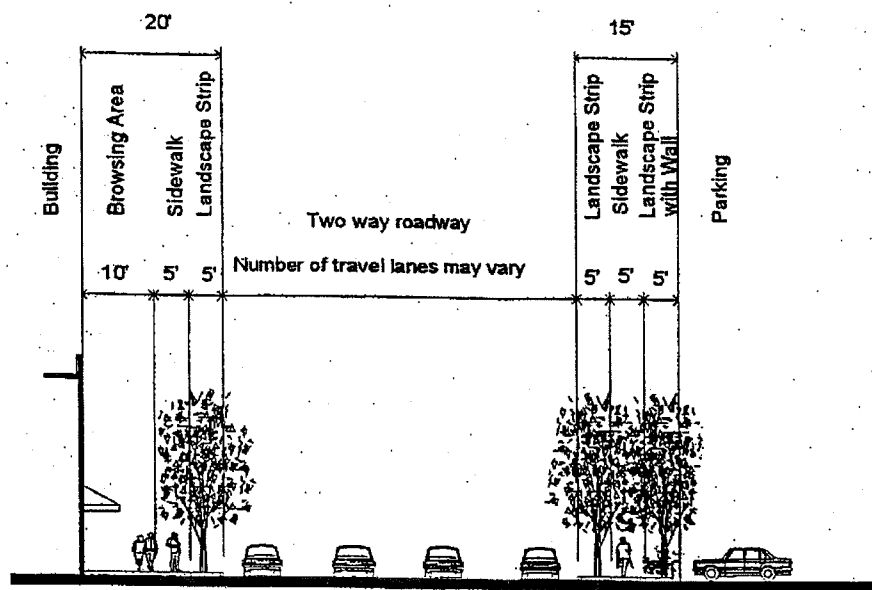 20'
15'
Building
Browsing Area
Sidewalk
Landscape Strip
Landscape Strip
Sidewalk
Landscape Strip
with Wall
Parking
Two way roadway
Number of travel lanes may vary
10'
5'
5'
5'
5'
5'